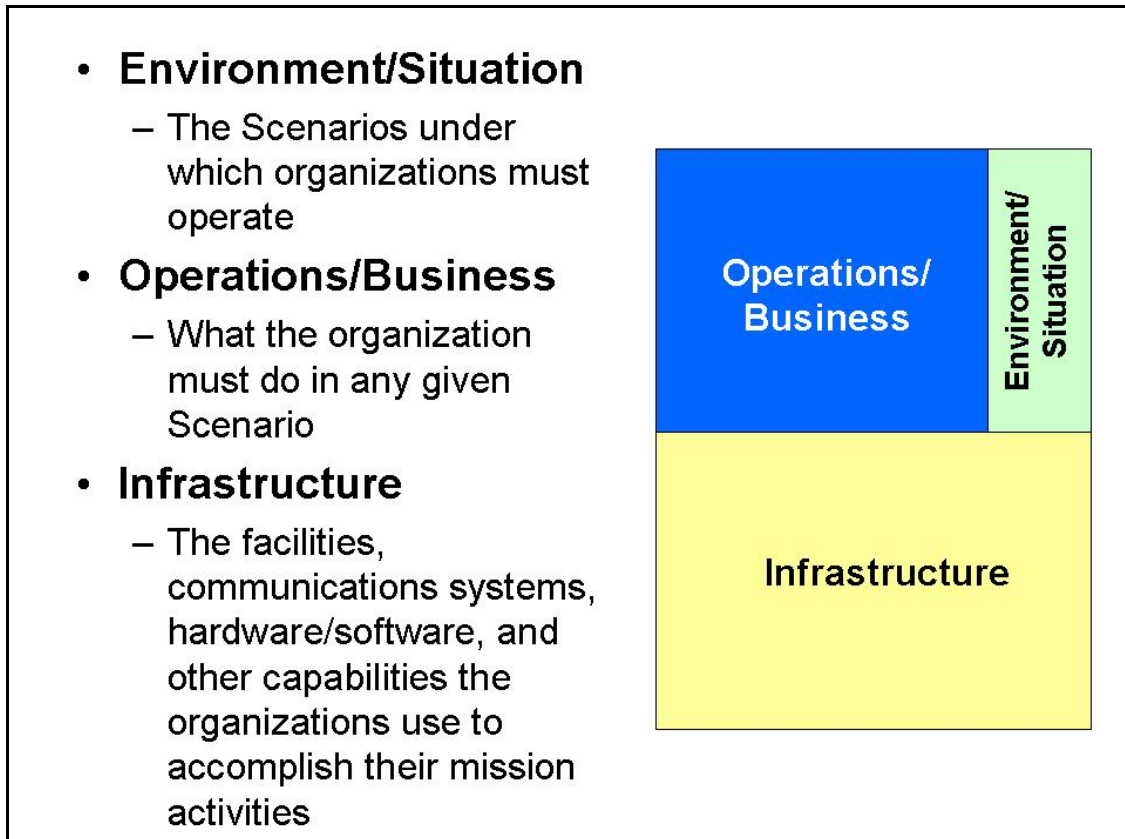 • Environment/Situation
– The Scenarios under
which organizations must
operate
• Operations/Business
– What the organization
must do in any given
Scenario
• Infrastructure
– The facilities,
communications systems,
hardware/software, and
other capabilities the
organizations use to
accomplish their mission
activities
Operations/
Business
Environment/
Situation
Infrastructure